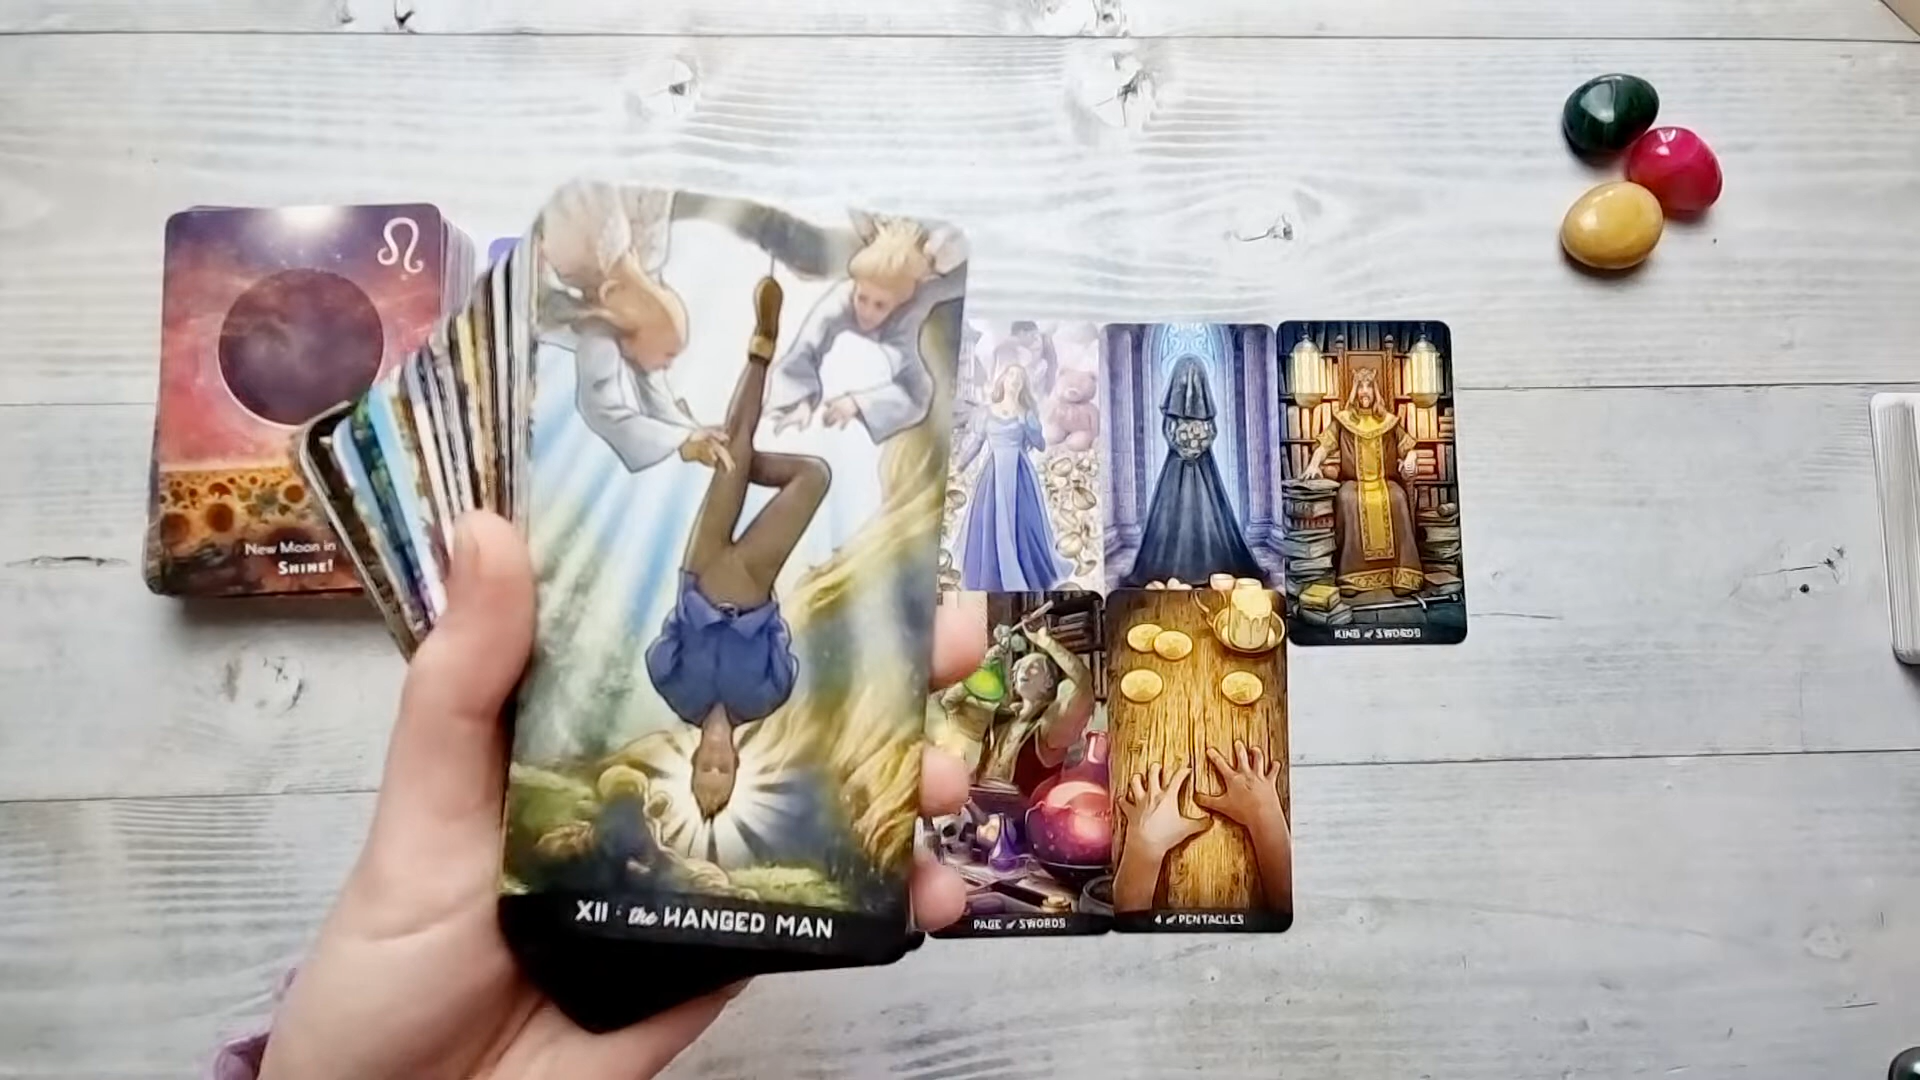 New Moon in
SHINE!
XII · the HANGED MAN
KING of SWORDS
PAGE of SWORDS
4 of PENTACLES